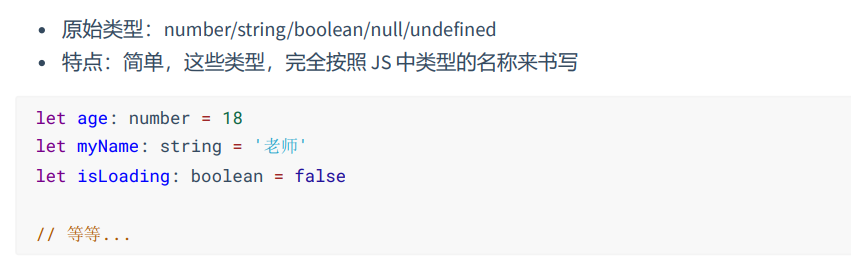 • 原始类型：number/string/boolean/null/undefined
• 特点：简单，这些类型，完全按照 JS 中类型的名称来书写
let age: number = 18
let myName: string = '老师'
let isLoading: boolean = false
// 等等...